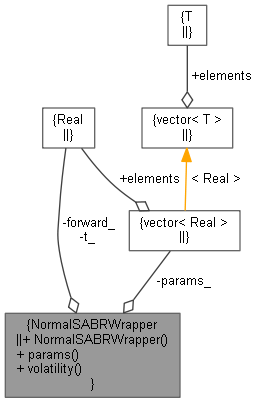 {T
||}
+elements
{Real
||}
{vector< T >
||}
+elements
< Real >
-forward_
-t_
{vector< Real >
||}
-params_
{NormalSABRWrapper
||+ NormalSABRWrapper()
+ params()
+ volatility()
}